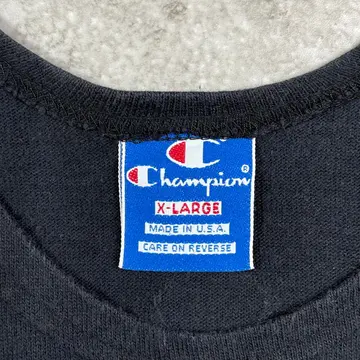 Champion®
X-LARGE
MADE IN U.S.A.
CARE ON REVERSE